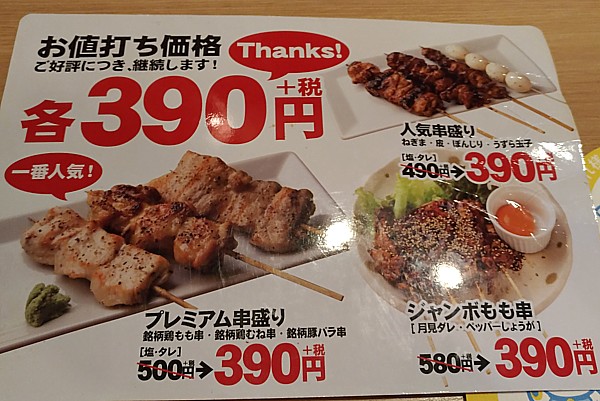 お値打ち価格
ご好評につき、継続します!
Thanks!
各390円+税
一番人気!
人気串盛り
ねぎま・皮・ぼんじり・うずら玉子
[塩・タレ]
490円+税→390円+税
プレミアム串盛り
銘柄鶏もも串・銘柄鶏むね串・銘柄豚バラ串
[塩・タレ]
500円+税→390円+税
ジャンボもも串
[月見ダレ・ペッパーしょうが]
580円+税→390円+税